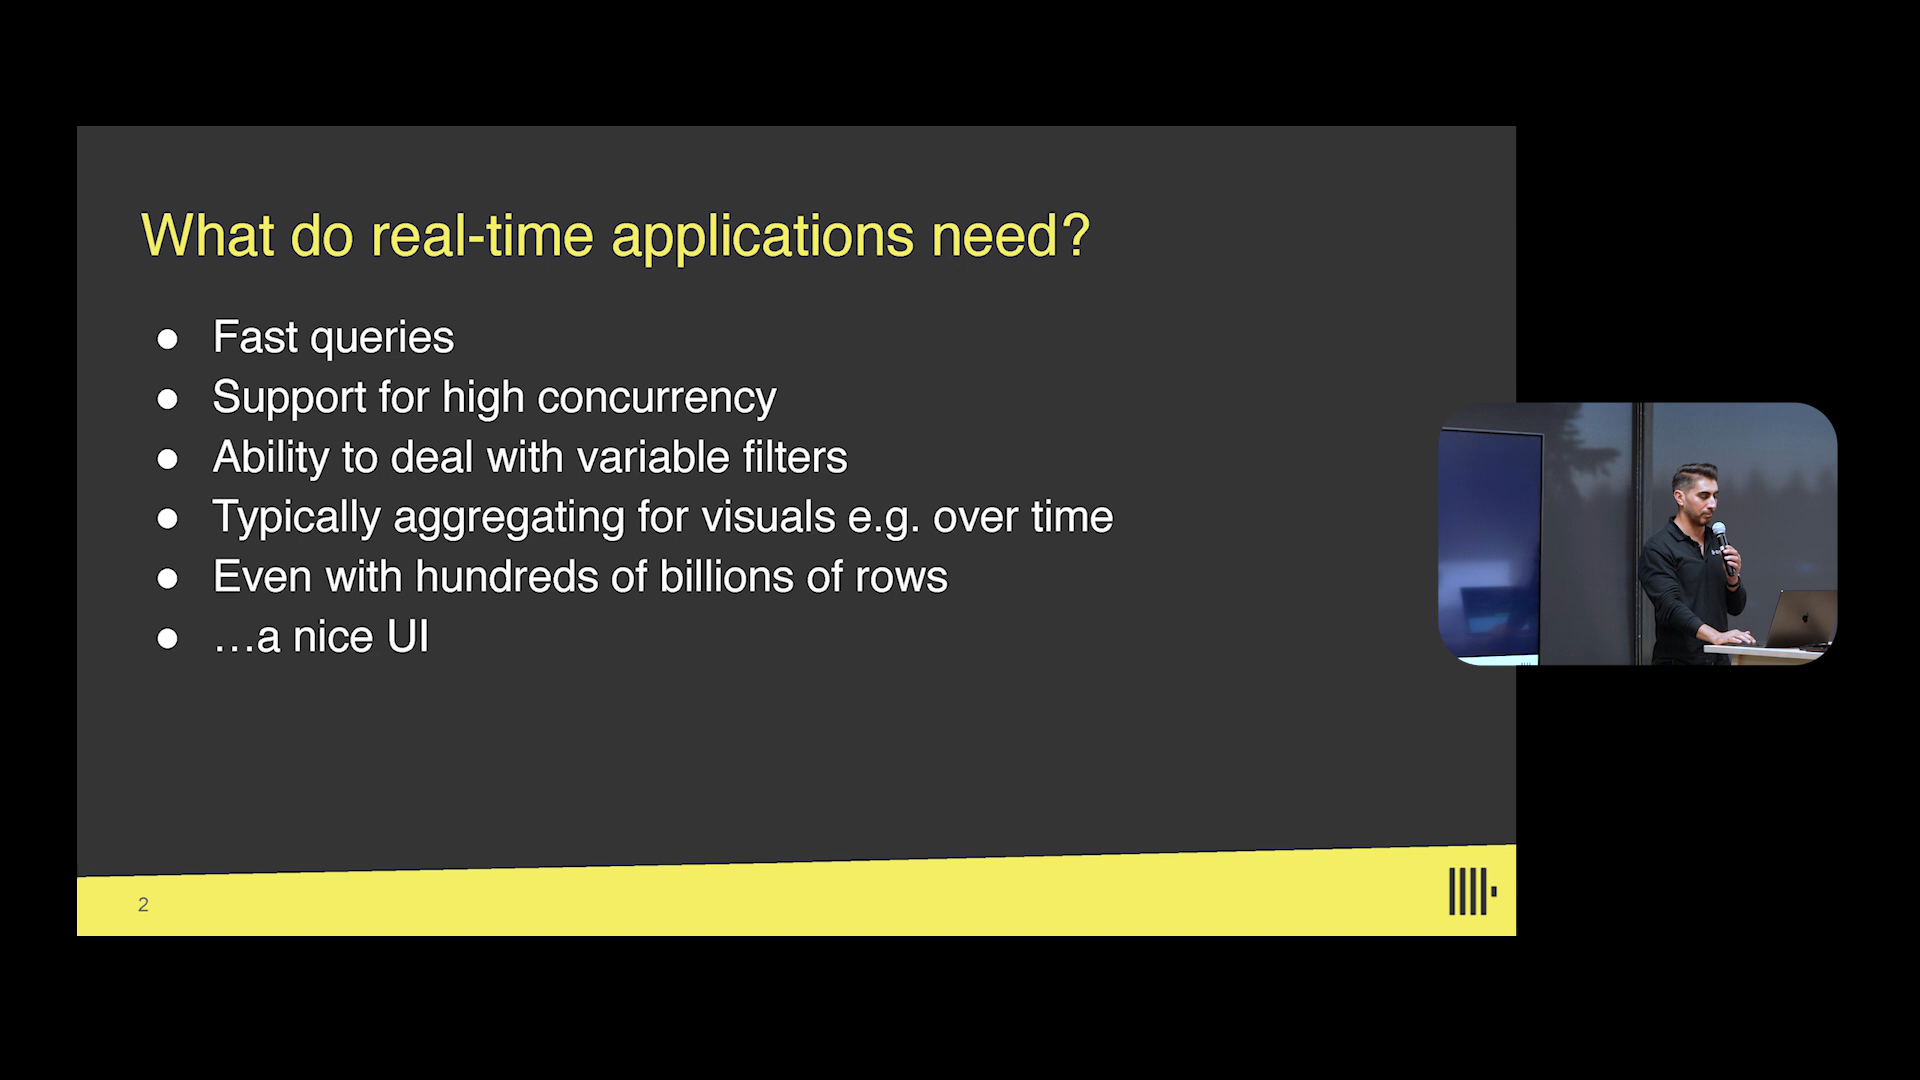 What do real-time applications need?
● Fast queries
● Support for high concurrency
● Ability to deal with variable filters
● Typically aggregating for visuals e.g. over time
● Even with hundreds of billions of rows
● …a nice UI
2